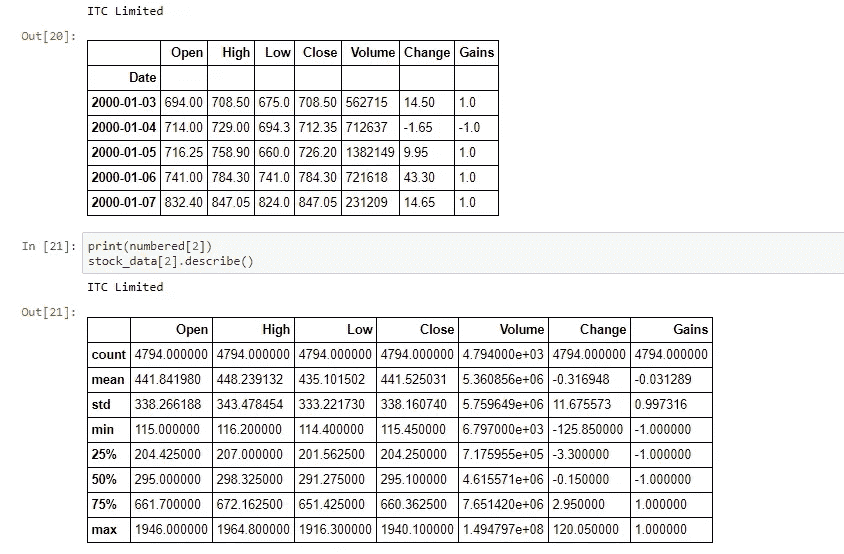 ITC Limited
Out[20]:
Open High Low Close Volume Change Gains
Date
2000-01-03 694.00 708.50 675.0 708.50 562715 14.50 1.0
2000-01-04 714.00 729.00 694.3 712.35 712637 -1.65 -1.0
2000-01-05 716.25 758.90 660.0 726.20 1382149 9.95 1.0
2000-01-06 741.00 784.30 741.0 784.30 721618 43.30 1.0
2000-01-07 832.40 847.05 824.0 847.05 231209 14.65 1.0
In [21]: print(numbered[2])
stock_data[2].describe()
ITC Limited
Out[21]:
Open High Low Close Volume Change Gains
count 4794.000000 4794.000000 4794.000000 4794.000000 4.794000e+03 4794.000000 4794.000000
mean 441.841980 448.239132 435.101502 441.525031 5.360856e+06 -0.316948 -0.031289
std 338.266188 343.478454 333.221730 338.160740 5.759649e+06 11.675573 0.997316
min 115.000000 116.200000 114.400000 115.450000 6.797000e+03 -125.850000 -1.000000
25% 204.425000 207.000000 201.562500 204.250000 7.175955e+05 -3.300000 -1.000000
50% 295.000000 298.325000 291.275000 295.100000 4.615571e+06 -0.150000 -1.000000
75% 661.700000 672.162500 651.425000 660.362500 7.651420e+06 2.950000 1.000000
max 1946.000000 1964.800000 1916.300000 1940.100000 1.494797e+08 120.050000 1.000000